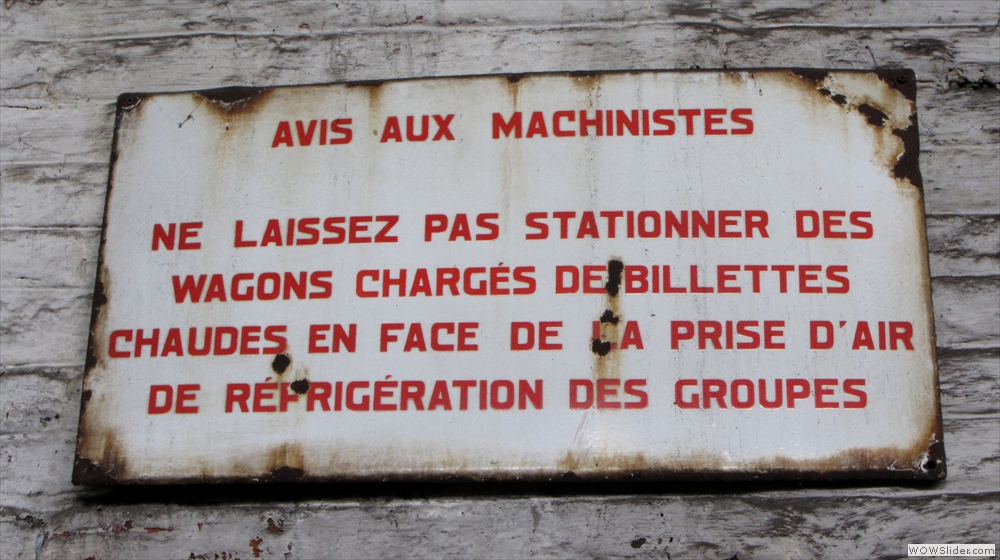 AVIS AUX MACHINISTES
NE LAISSEZ PAS STATIONNER DES
WAGONS CHARGÉS DE BILLETTES
CHAUDES EN FACE DE LA PRISE D'AIR
DE RÉFRIGÉRATION DES GROUPES
WOWSlider.com